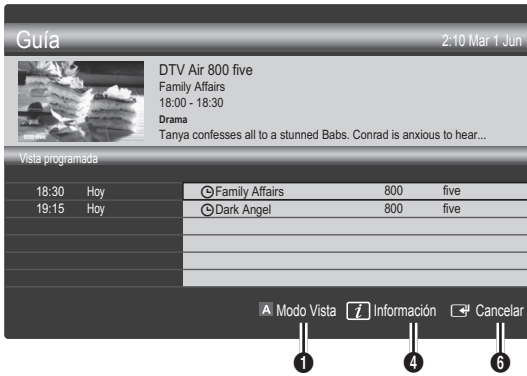 Guía 2:10 Mar 1 Jun
DTV Air 800 five
Family Affairs
18:00 - 18:30
Drama
Tanya confesses all to a stunned Babs. Conrad is anxious to hear...
800 five
Vista programada
18:30 Hoy Family Affairs 800 five
19:15 Hoy Dark Angel 800 five
A Modo Vista i Información Cancelar
1 4 6